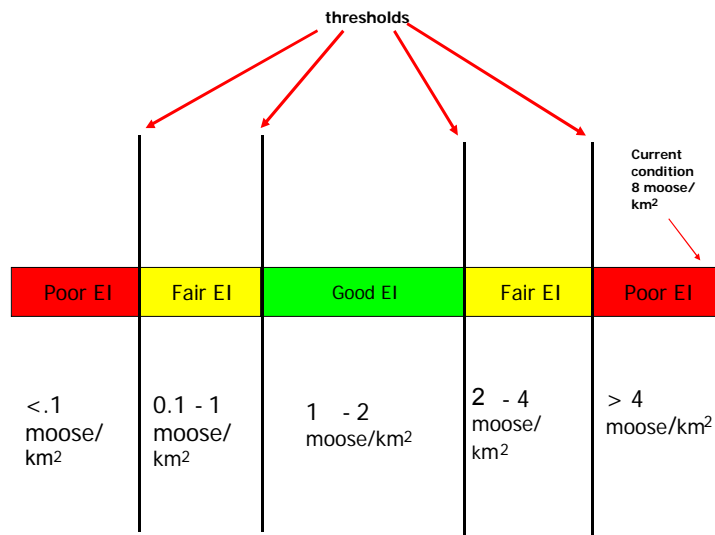 thresholds
Current
condition
8 moose/
km2
Poor EI
Fair EI
Good EI
Fair EI
Poor EI
<.1
moose/
km2
0.1 - 1
moose/
km2
1 - 2
moose/km2
2 - 4
moose/
km2
> 4
moose/km2